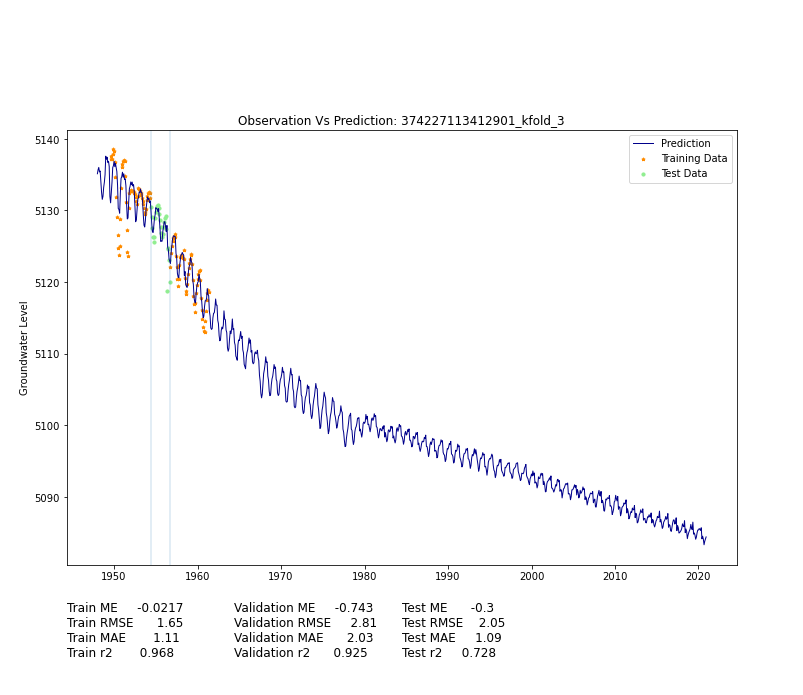 Observation Vs Prediction: 374227113412901_kfold_3
Prediction
Training Data
Test Data
Groundwater Level
5140
5130
5120
5110
5100
5090
1950 1960 1970 1980 1990 2000 2010 2020
Train ME -0.0217 Validation ME -0.743 Test ME -0.3
Train RMSE 1.65 Validation RMSE 2.81 Test RMSE 2.05
Train MAE 1.11 Validation MAE 2.03 Test MAE 1.09
Train r2 0.968 Validation r2 0.925 Test r2 0.728